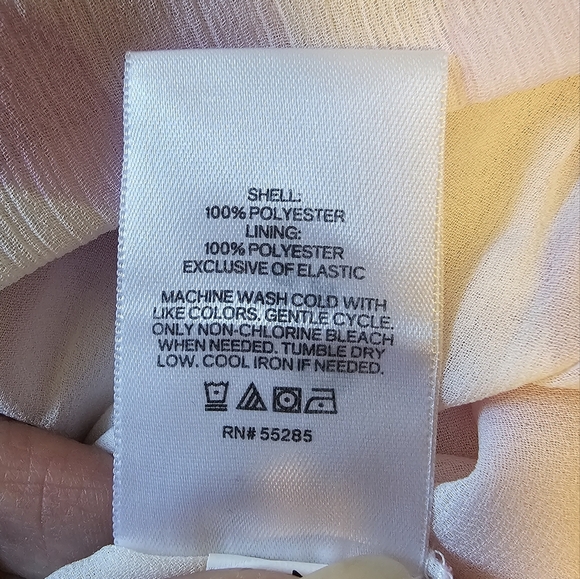 SHELL:
100% POLYESTER
LINING:
100% POLYESTER
EXCLUSIVE OF ELASTIC
MACHINE WASH COLD WITH
LIKE COLORS. GENTLE CYCLE.
ONLY NON-CHLORINE BLEACH
WHEN NEEDED. TUMBLE DRY
LOW. COOL IRON IF NEEDED.
RN# 55285